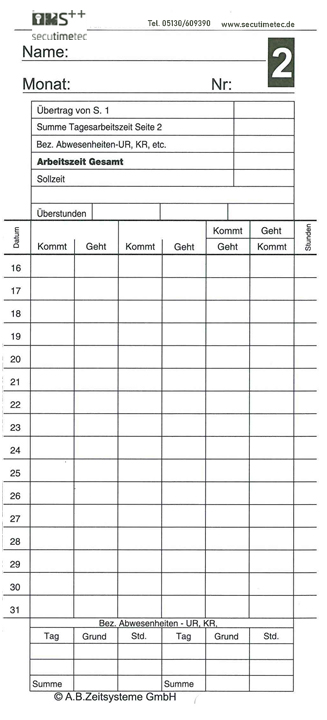 S++
Tel. 05130/609390 www.secutimetec.de
secutimetec
Name:
2
Monat: Nr:
Übertrag von S. 1
Summe Tagesarbeitszeit Seite 2
Bez. Abwesenheiten-UR, KR, etc.
Arbeitszeit Gesamt
Sollzeit
Überstunden
Datum Kommt Geht Stunden
Kommt Geht Kommt Geht Geht Kommt
16
17
18
19
20
21
22
23
24
25
26
27
28
29
30
31
Bez. Abwesenheiten - UR, KR,
Tag Grund Std. Tag Grund Std.
Summe Summe
© A.B.Zeitsysteme GmbH